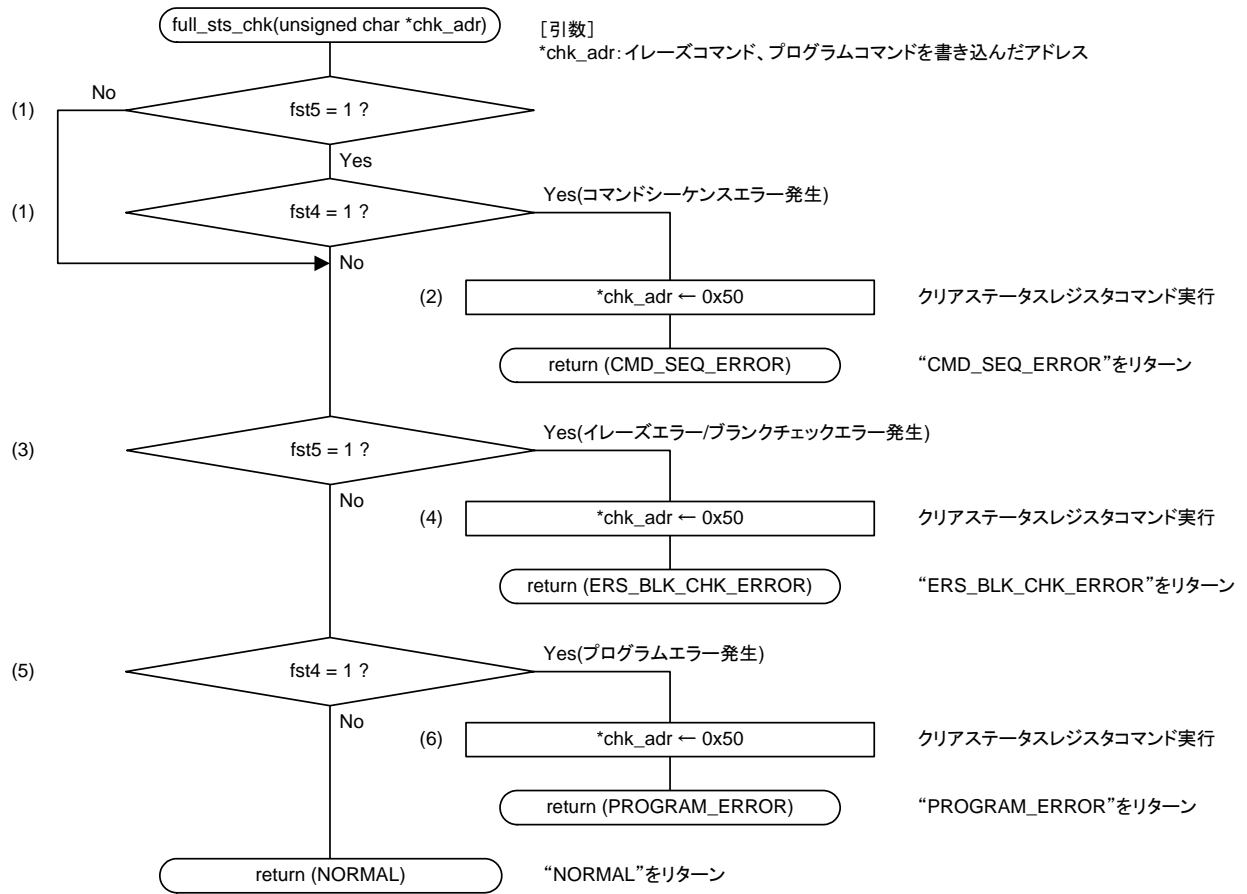 full_sts_chk(unsigned char *chk_adr)
[引数]
*chk_adr: イレーズコマンド、プログラムコマンドを書き込んだアドレス
No
(1)
fst5 = 1 ?
Yes
Yes(コマンドシーケンスエラー発生)
(1)
fst4 = 1 ?
No
(2)
*chk_adr ← 0x50
クリアステータスレジスタコマンド実行
return (CMD_SEQ_ERROR)
“CMD_SEQ_ERROR”をリターン
Yes(イレーズエラー/ブランクチェックエラー発生)
(3)
fst5 = 1 ?
No
(4)
*chk_adr ← 0x50
クリアステータスレジスタコマンド実行
return (ERS_BLK_CHK_ERROR)
“ERS_BLK_CHK_ERROR”をリターン
Yes(プログラムエラー発生)
(5)
fst4 = 1 ?
No
(6)
*chk_adr ← 0x50
クリアステータスレジスタコマンド実行
return (PROGRAM_ERROR)
“PROGRAM_ERROR”をリターン
return (NORMAL)
“NORMAL”をリターン